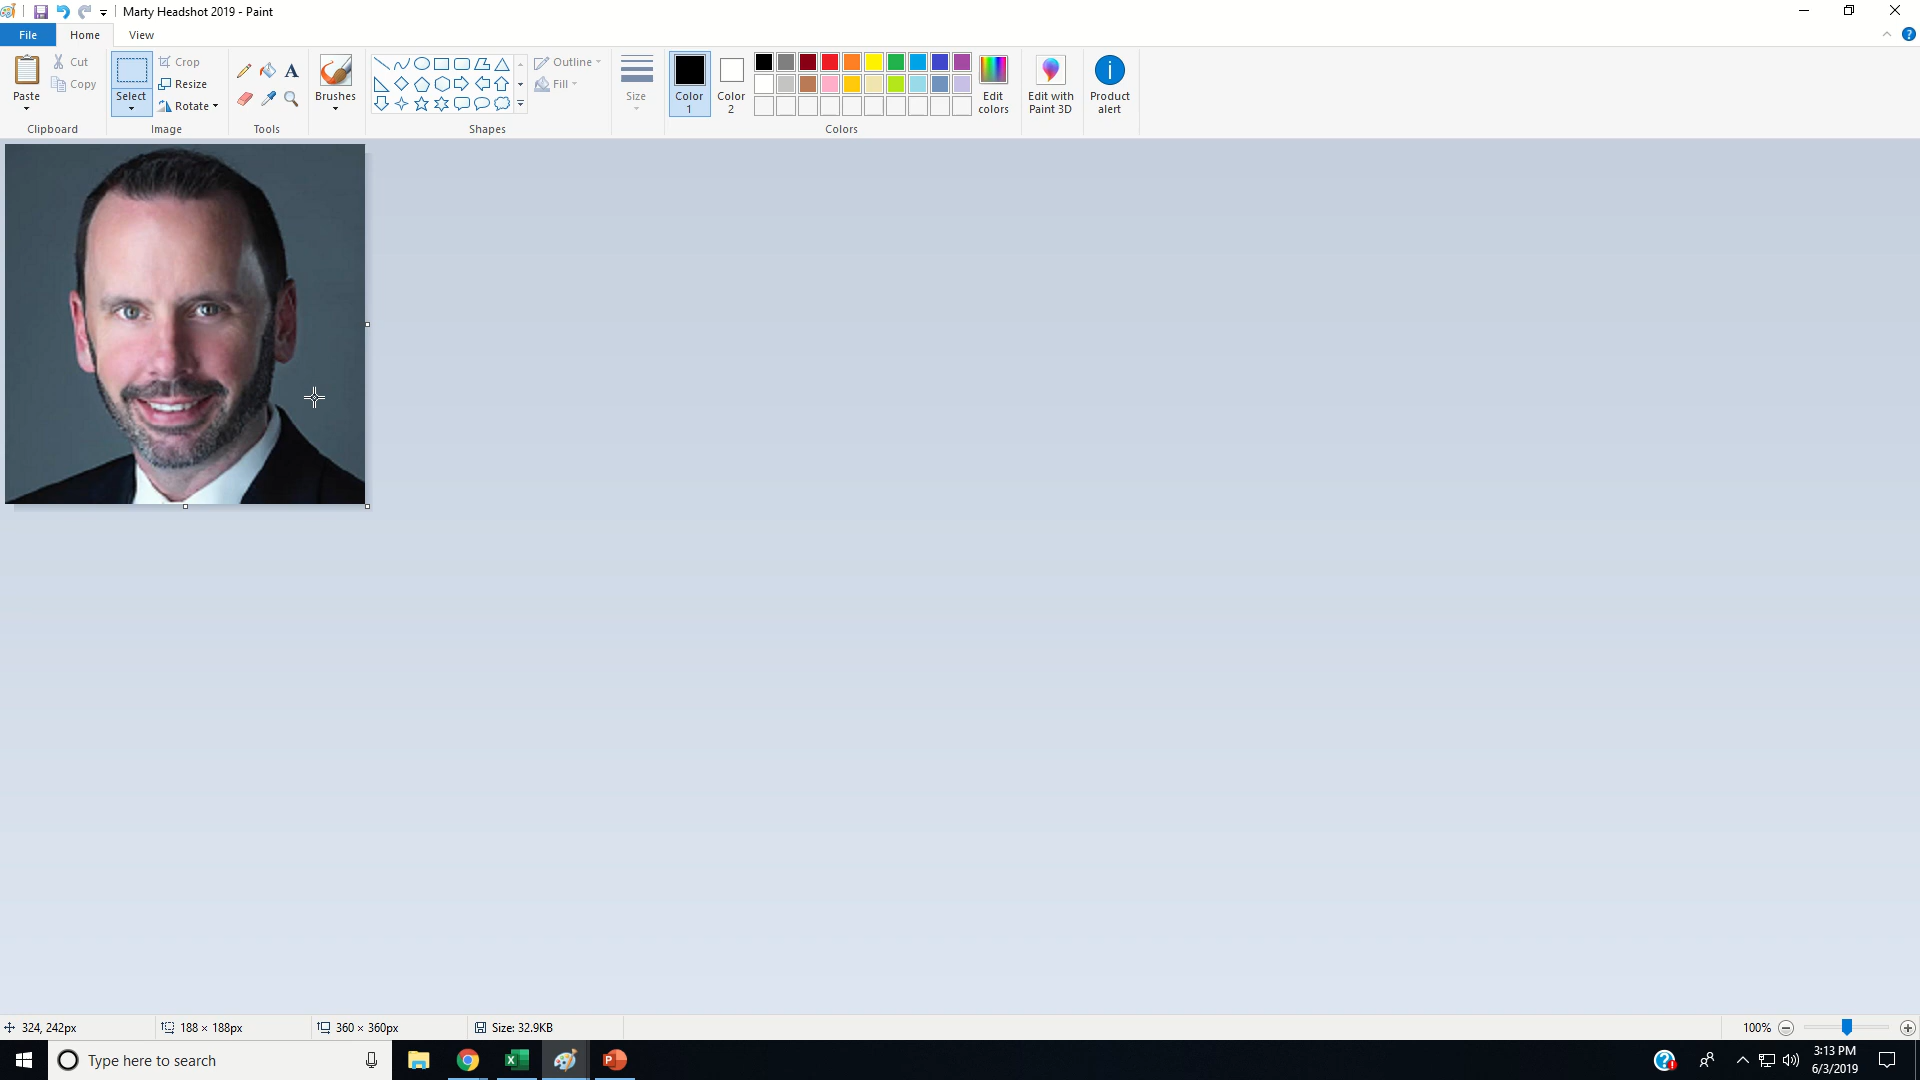 Marty Headshot 2019 - Paint
File Home View
Paste
Cut
Copy
Clipboard
Select
Crop
Resize
Rotate
Image
A
Tools
Brushes
Shapes
Outline
Fill
Size
Color 1
Color 2
Colors
Edit colors
Edit with Paint 3D
Product alert
324, 242px
188 × 188px
360 × 360px
Size: 32.9KB
100%
Type here to search
3:13 PM
6/3/2019